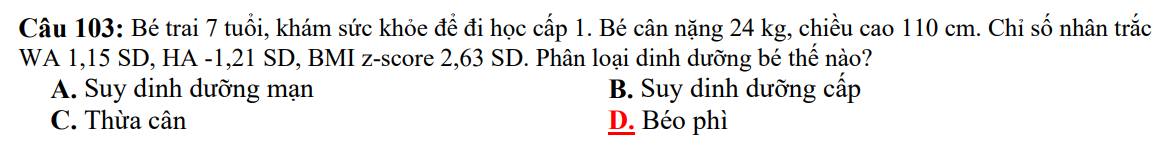 Câu 103: Bé trai 7 tuổi, khám sức khỏe để đi học cấp 1. Bé cân nặng 24 kg, chiều cao 110 cm. Chỉ số nhân trắc
WA 1,15 SD, HA -1,21 SD, BMI z-score 2,63 SD. Phân loại dinh dưỡng bé thế nào?
A. Suy dinh dưỡng mạn B. Suy dinh dưỡng cấp
C. Thừa cân D. Béo phì